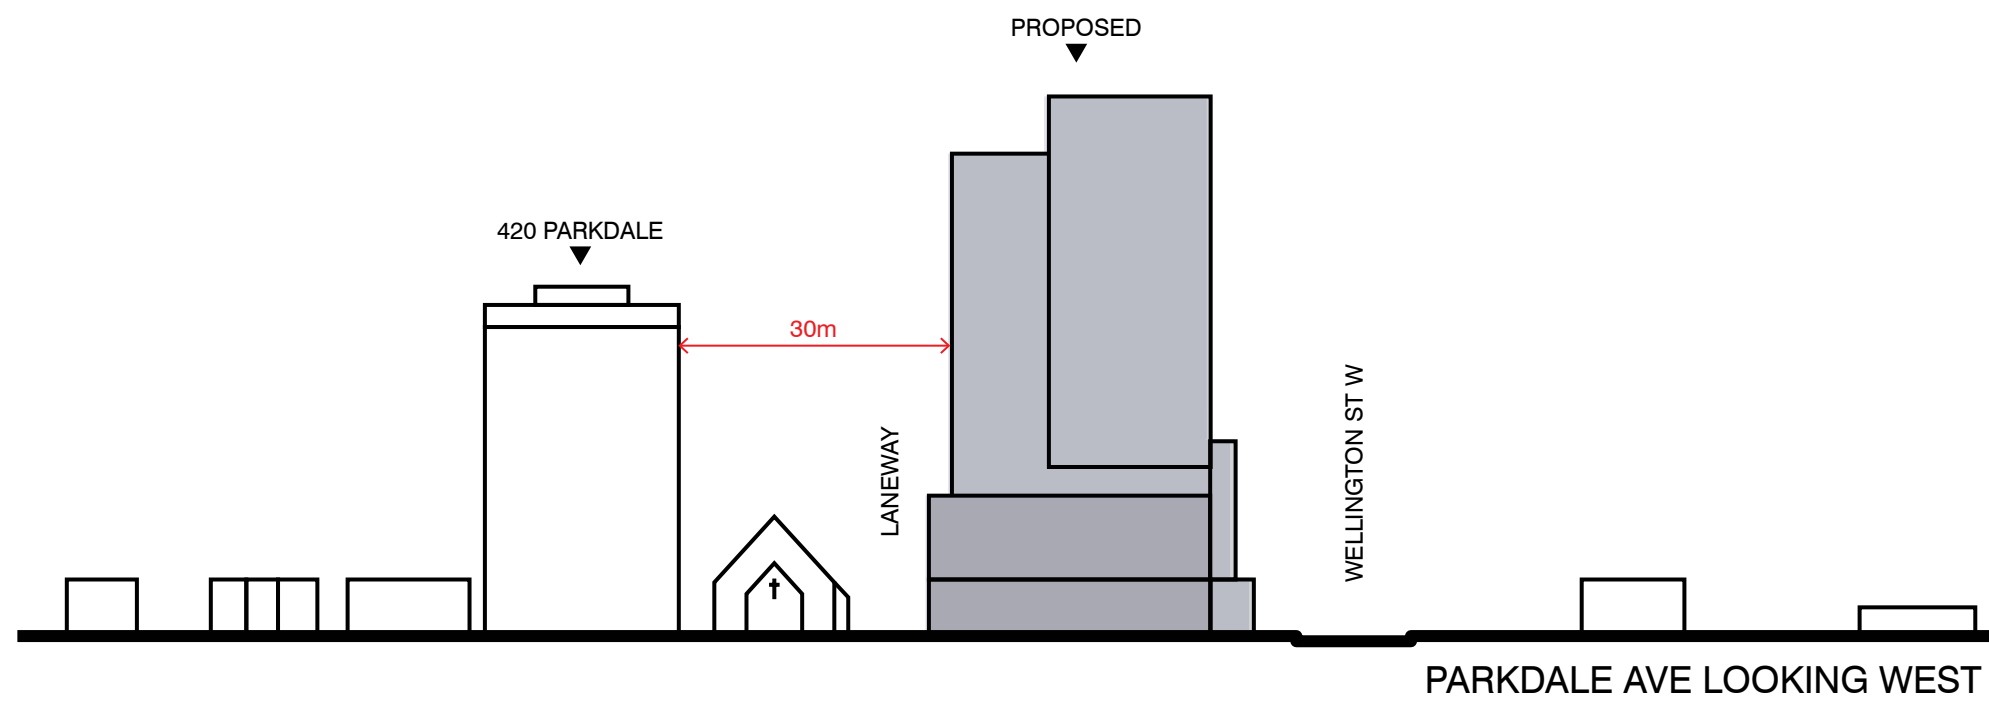 PROPOSED
420 PARKDALE
30m
LANEWAY
WELLINGTON ST W
PARKDALE AVE LOOKING WEST